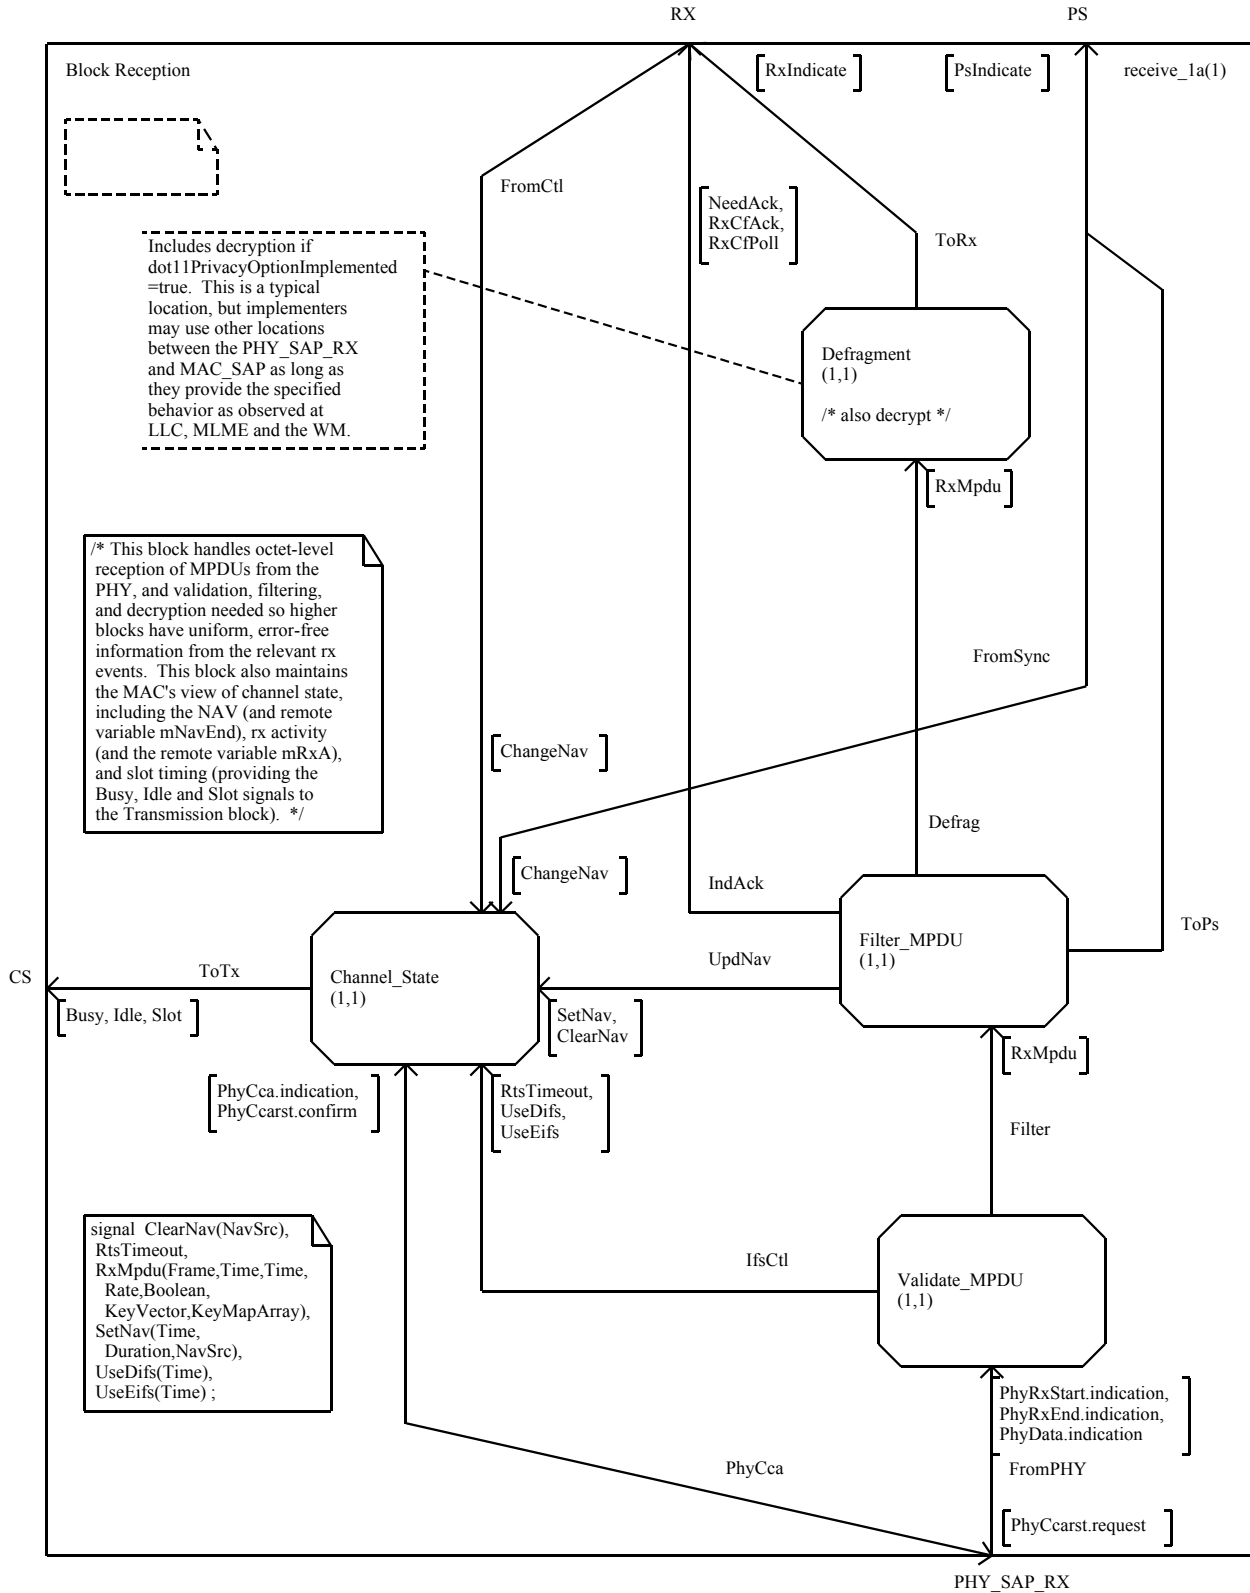 RX
PS
Block Reception
[RxIndicate]
[PsIndicate]
receive_1a(1)
FromCtl
[NeedAck,
RxCfAck,
RxCfPoll]
ToRx
Includes decryption if
dot11PrivacyOptionImplemented
=true. This is a typical
location, but implementers
may use other locations
between the PHY_SAP_RX
and MAC_SAP as long as
they provide the specified
behavior as observed at
LLC, MLME and the WM.
Defragment
(1,1)
/* also decrypt */
[RxMpdu]
/* This block handles octet-level
reception of MPDUs from the
PHY, and validation, filtering,
and decryption needed so higher
blocks have uniform, error-free
information from the relevant rx
events. This block also maintains
the MAC's view of channel state,
including the NAV (and remote
variable mNavEnd), rx activity
(and the remote variable mRxA),
and slot timing (providing the
Busy, Idle and Slot signals to
the Transmission block). */
FromSync
[ChangeNav]
Defrag
[ChangeNav]
IndAck
ToPs
Filter_MPDU
(1,1)
UpdNav
CS
ToTx
Channel_State
(1,1)
[Busy, Idle, Slot]
[SetNav,
ClearNav]
[RxMpdu]
[PhyCca.indication,
PhyCcarst.confirm]
[RtsTimeout,
UseDifs,
UseEifs]
Filter
signal ClearNav(NavSrc),
RtsTimeout,
RxMpdu(Frame,Time,Time,
Rate,Boolean,
KeyVector,KeyMapArray),
SetNav(Time,
Duration,NavSrc),
UseDifs(Time),
UseEifs(Time) ;
IfsCtl
Validate_MPDU
(1,1)
[PhyRxStart.indication,
PhyRxEnd.indication,
PhyData.indication]
PhyCca
FromPHY
[PhyCcarst.request]
PHY_SAP_RX